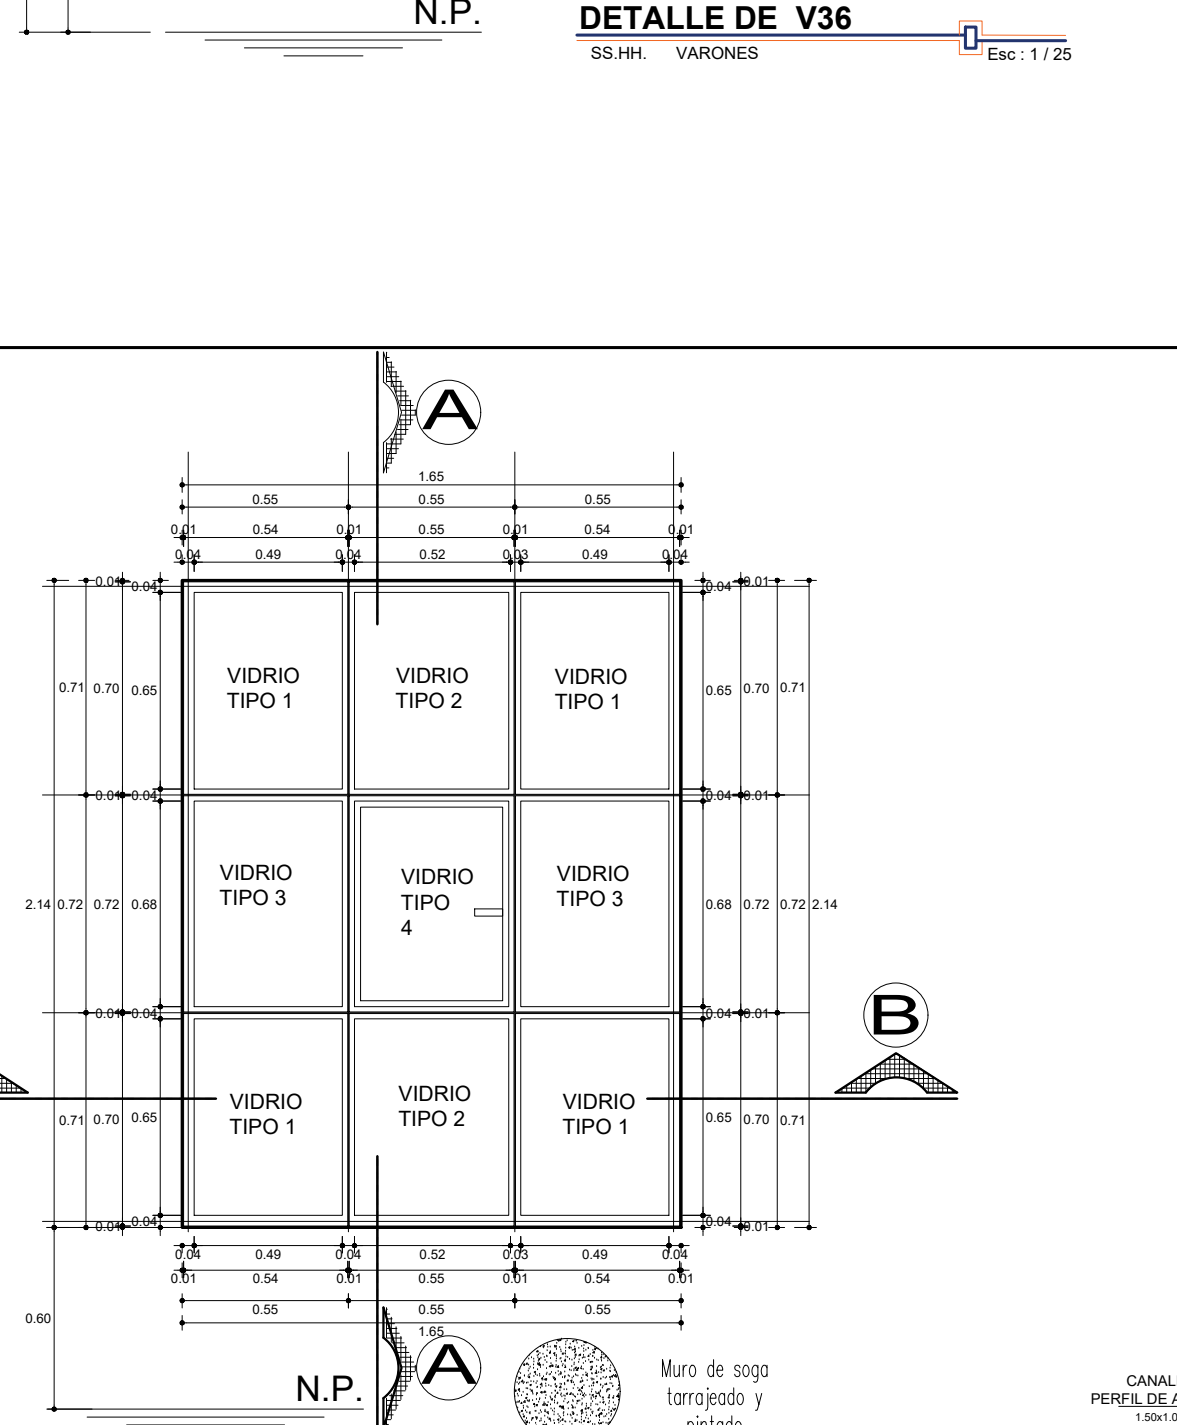 N.P.
DETALLE DE V36
SS.HH. VARONES
Esc : 1 / 25
A
1.65
0.55 0.55 0.55
0.01 0.54 0.01 0.55 0.01 0.54 0.01
0.04 0.49 0.04 0.52 0.03 0.49 0.04
0.01 0.04 0.04 0.01
VIDRIO
TIPO 1
VIDRIO
TIPO 2
VIDRIO
TIPO 1
0.71 0.70 0.65 0.65 0.70 0.71
0.01 0.04 0.04 0.01
VIDRIO
TIPO 3
VIDRIO
TIPO
4
VIDRIO
TIPO 3
2.14 0.72 0.72 0.68 0.68 0.72 0.72 2.14
0.01 0.04 0.04 0.01
B
VIDRIO
TIPO 1
VIDRIO
TIPO 2
VIDRIO
TIPO 1
0.71 0.70 0.65 0.65 0.70 0.71
0.01 0.04 0.04 0.01
0.04 0.49 0.04 0.52 0.03 0.49 0.04
0.01 0.54 0.01 0.55 0.01 0.54 0.01
0.55 0.55 0.55
0.60
1.65
A
N.P.
Muro de soga
tarrajeado y
pintado
CANAL
PERFIL DE A
1.50x1.0